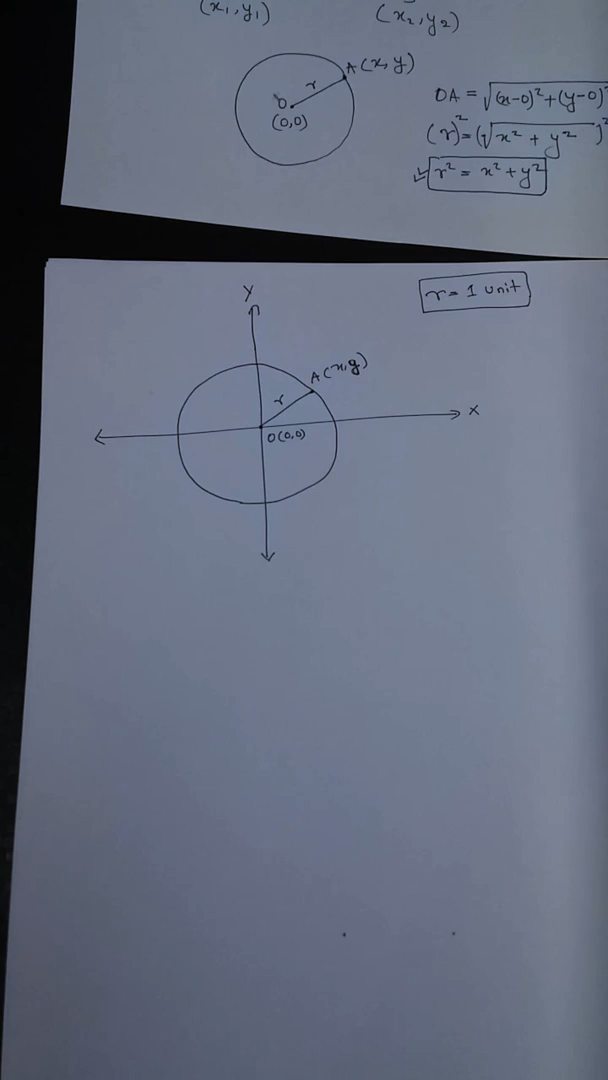 (x₁,y₁) (x₂,y₂)
A(x,y)
r
O
(0,0)
OA = √(x-0)²+(y-0)²
(r)² = (√x² + y²)²
r² = x² + y²
r = 1 unit
Y
A(x,y)
r
X
O(0,0)